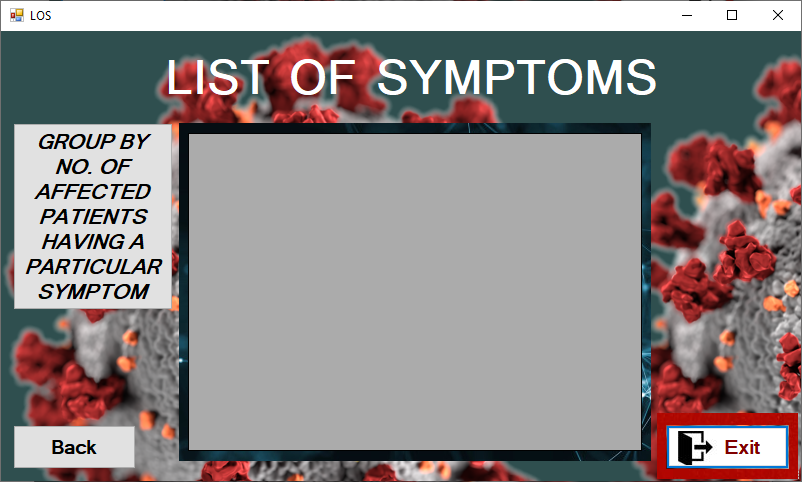 LOS
LIST OF SYMPTOMS
GROUP BY
NO. OF
AFFECTED
PATIENTS
HAVING A
PARTICULAR
SYMPTOM
Back
Exit